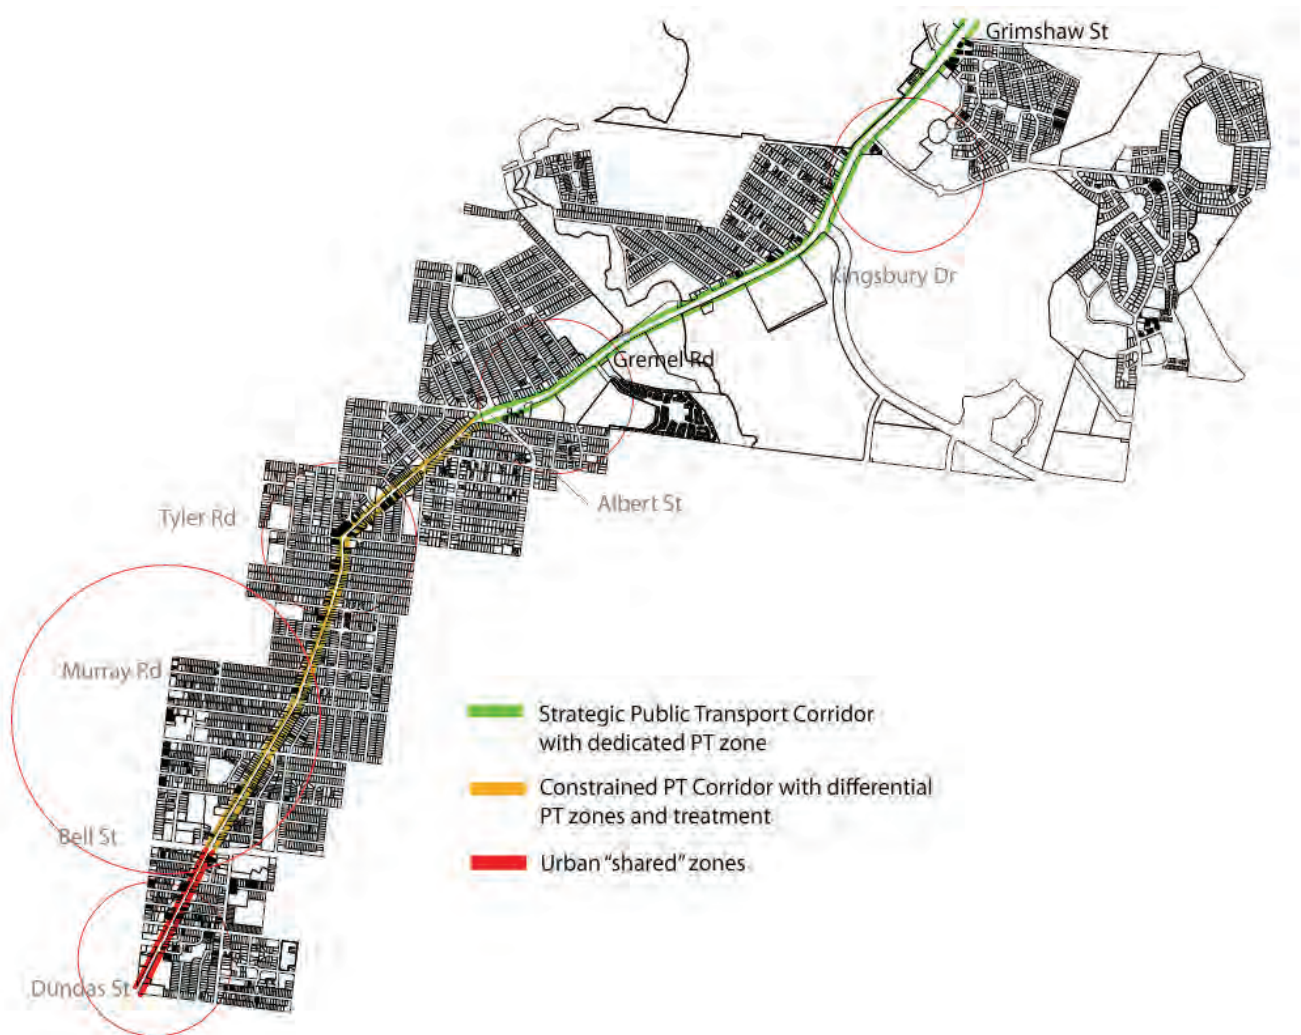 Grimshaw St
Kingsbury Dr
Gremel Rd
Albert St
Tyler Rd
Murray Rd
Strategic Public Transport Corridor
with dedicated PT zone
Constrained PT Corridor with differential
PT zones and treatment
Bell St
Urban “shared” zones
Dundas St